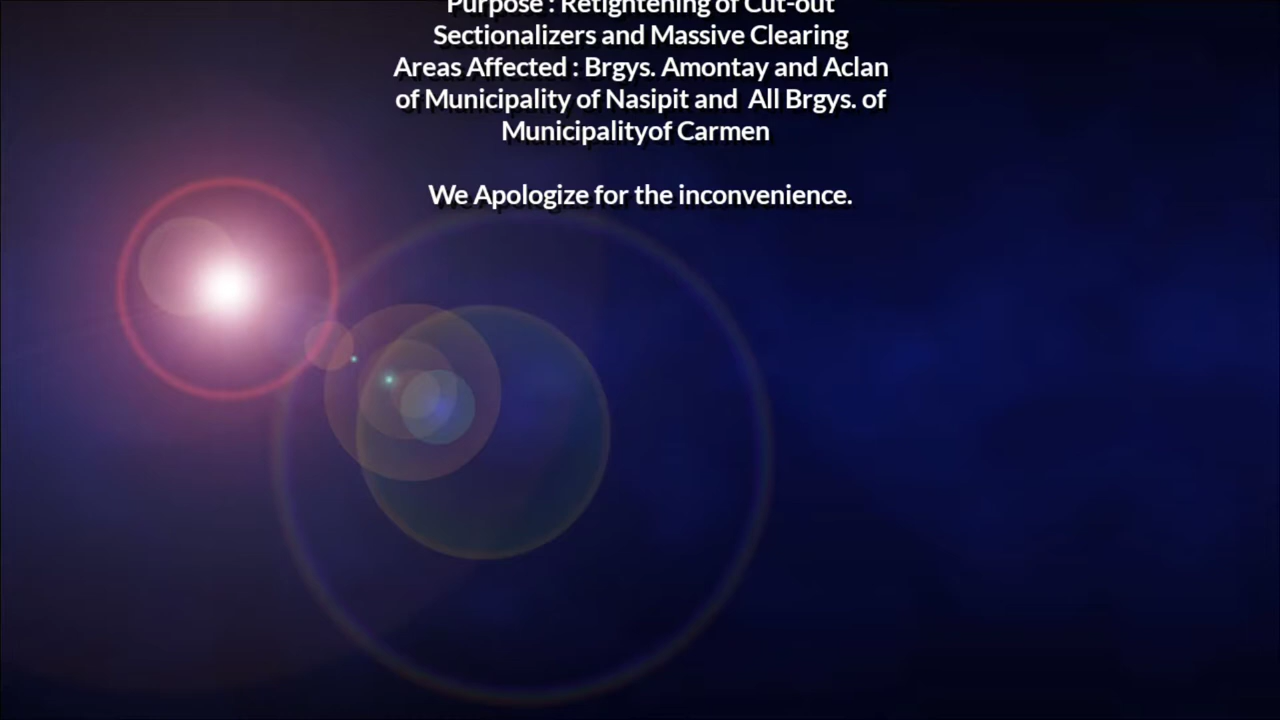 Purpose : Retightening of Cut-out
Sectionalizers and Massive Clearing
Areas Affected : Brgys. Amontay and Aclan
of Municipality of Nasipit and  All Brgys. of
Municipalityof Carmen
We Apologize for the inconvenience.